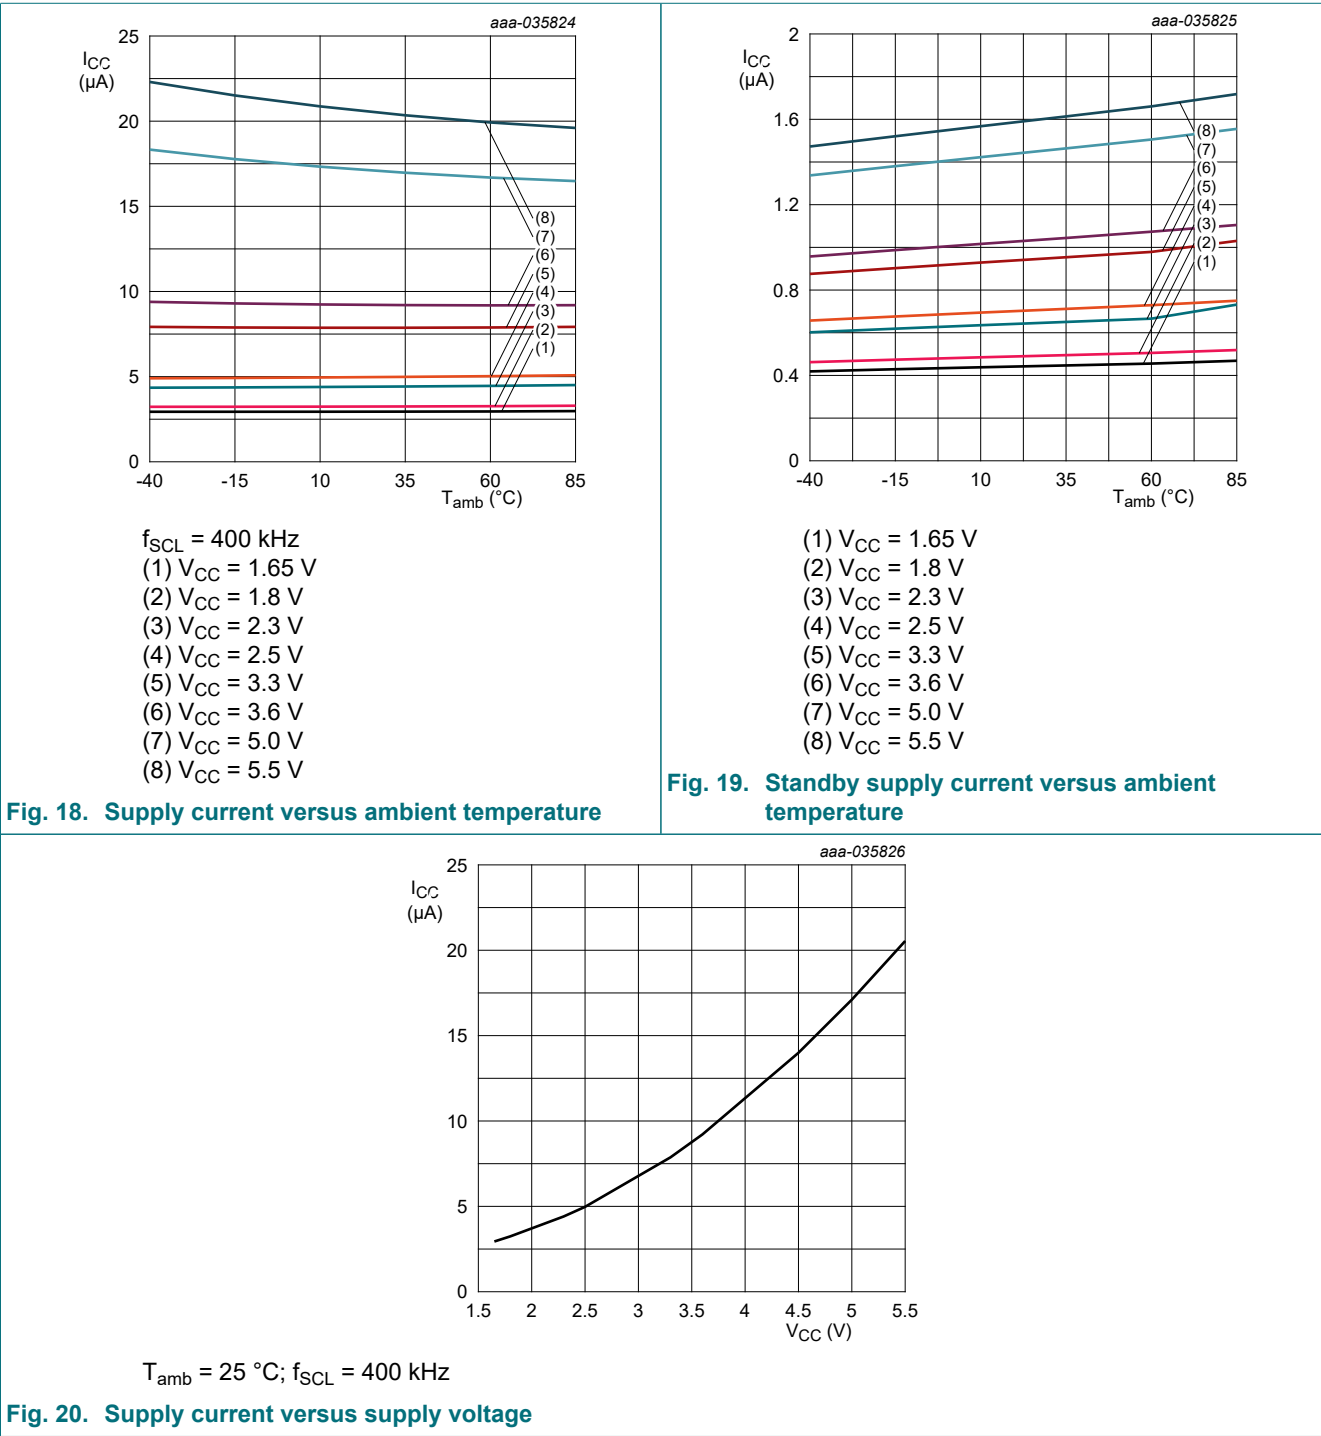 aaa-035824
ICC
(μA)
25
20
15
10
5
0
(8)
(7)
(6)
(5)
(4)
(3)
(2)
(1)
-40 -15 10 35 60 85
Tamb (°C)
fSCL = 400 kHz
(1) VCC = 1.65 V
(2) VCC = 1.8 V
(3) VCC = 2.3 V
(4) VCC = 2.5 V
(5) VCC = 3.3 V
(6) VCC = 3.6 V
(7) VCC = 5.0 V
(8) VCC = 5.5 V
Fig. 18. Supply current versus ambient temperature
aaa-035825
ICC
(μA)
2
1.6
1.2
0.8
0.4
0
(8)
(7)
(6)
(5)
(4)
(3)
(2)
(1)
-40 -15 10 35 60 85
Tamb (°C)
(1) VCC = 1.65 V
(2) VCC = 1.8 V
(3) VCC = 2.3 V
(4) VCC = 2.5 V
(5) VCC = 3.3 V
(6) VCC = 3.6 V
(7) VCC = 5.0 V
(8) VCC = 5.5 V
Fig. 19. Standby supply current versus ambient
temperature
aaa-035826
ICC
(μA)
25
20
15
10
5
0
1.5 2 2.5 3 3.5 4 4.5 5 5.5
VCC (V)
Tamb = 25 °C; fSCL = 400 kHz
Fig. 20. Supply current versus supply voltage